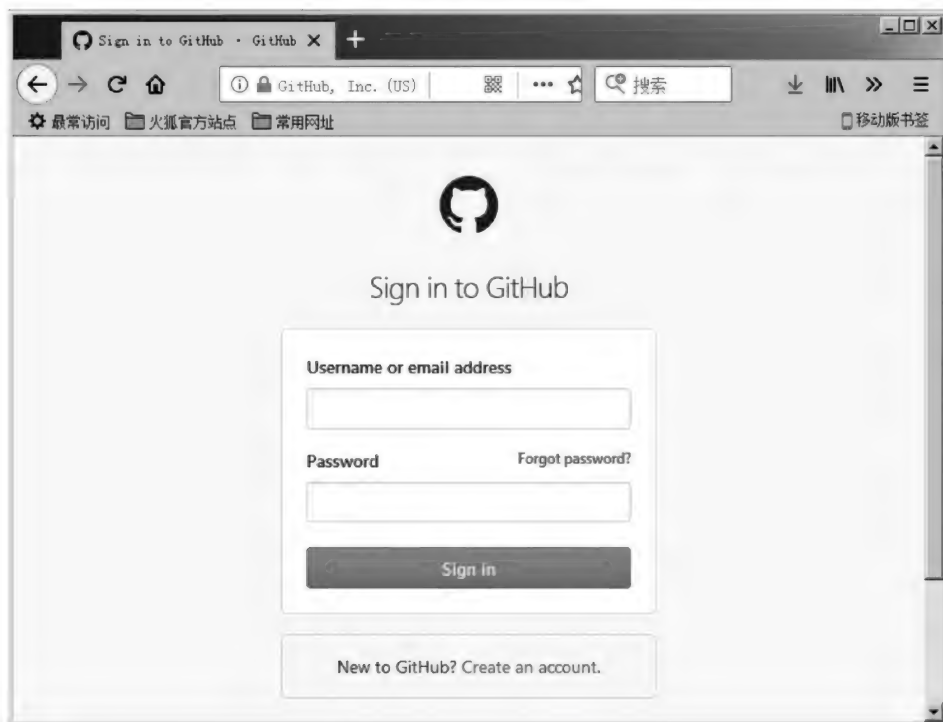 Sign in to GitHub · GitHub
GitHub, Inc. (US)
搜索
最常访问 火狐官方站点 常用网址 移动版书签
Sign in to GitHub
Username or email address
Password Forgot password?
Sign in
New to GitHub? Create an account.